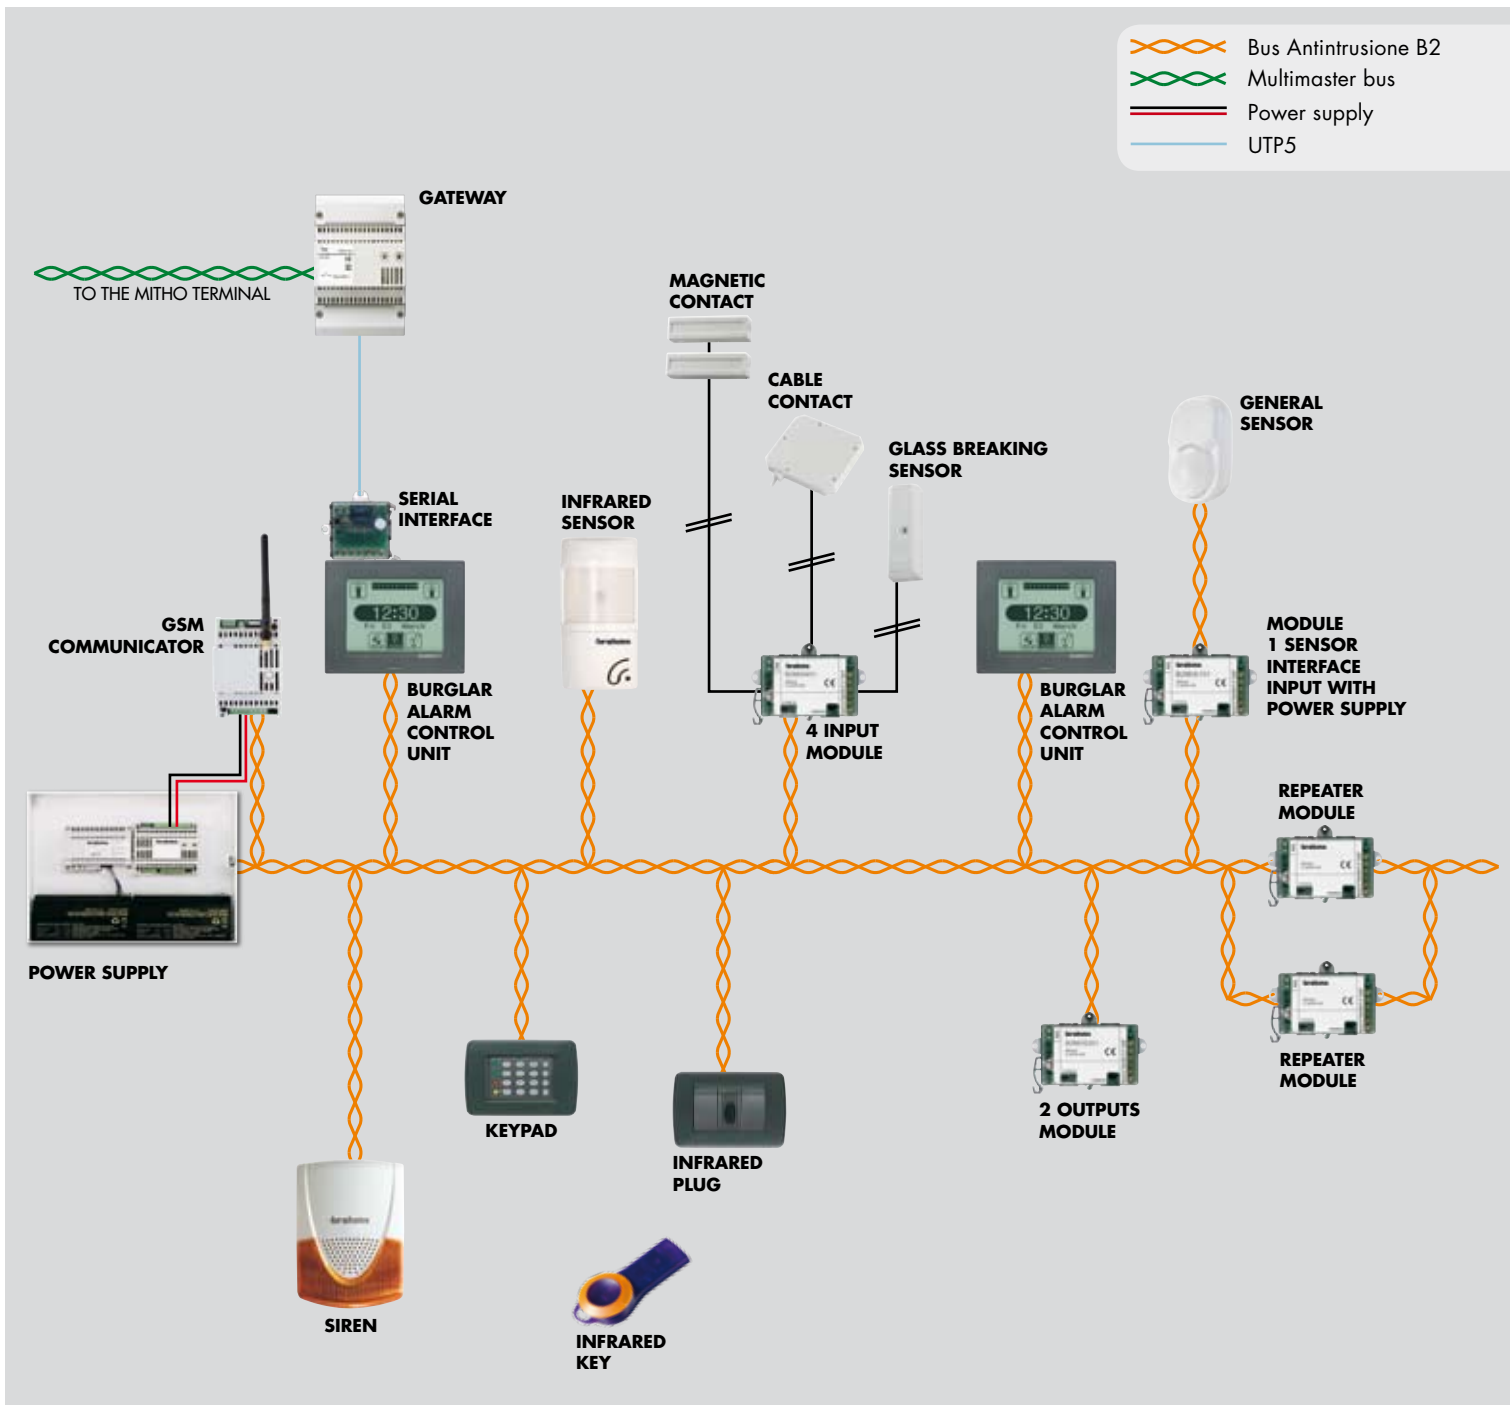 Bus Antintrusione B2
Multimaster bus
Power supply
UTP5
GATEWAY
TO THE MITHO TERMINAL
MAGNETIC
CONTACT
CABLE
CONTACT
GENERAL
SENSOR
GLASS BREAKING
SENSOR
SERIAL
INTERFACE
INFRARED
SENSOR
GSM
COMMUNICATOR
12:30
12:30
MODULE
1 SENSOR
INTERFACE
INPUT WITH
POWER SUPPLY
BURGLAR
ALARM
CONTROL
UNIT
4 INPUT
MODULE
BURGLAR
ALARM
CONTROL
UNIT
REPEATER
MODULE
POWER SUPPLY
REPEATER
MODULE
KEYPAD
2 OUTPUTS
MODULE
INFRARED
PLUG
SIREN
INFRARED
KEY